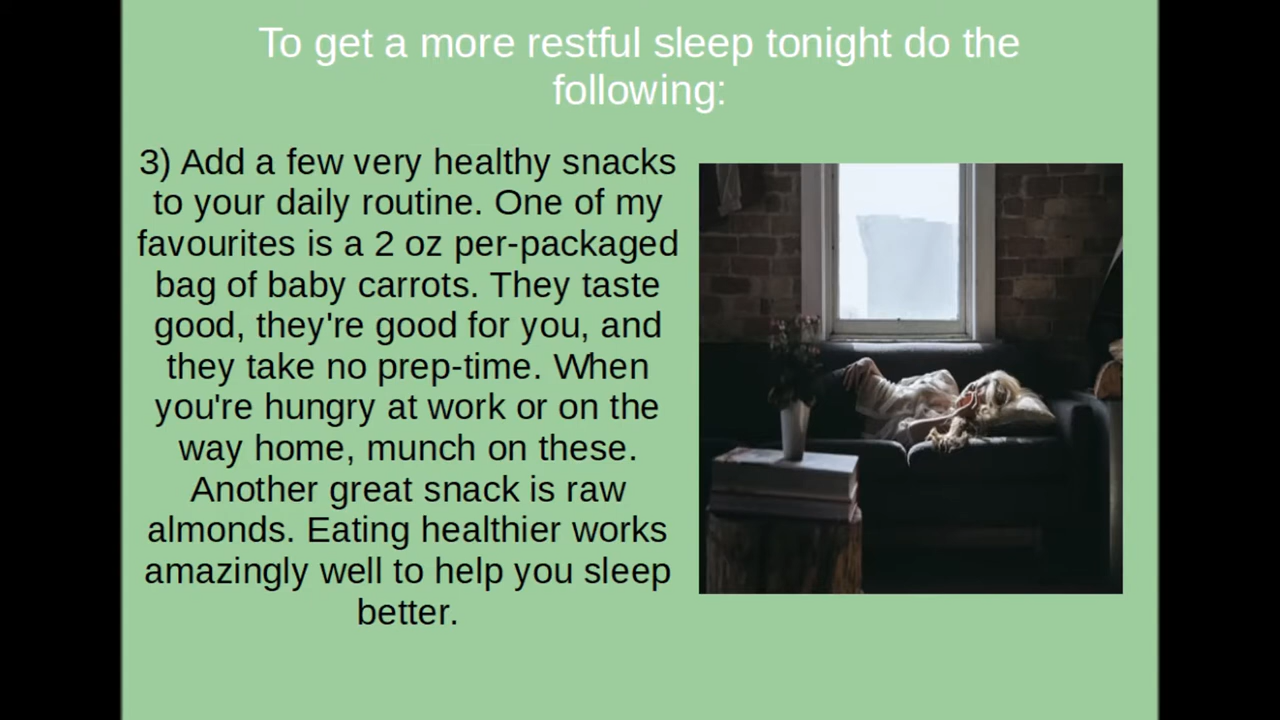 To get a more restful sleep tonight do the
following:
3) Add a few very healthy snacks
to your daily routine. One of my
favourites is a 2 oz per-packaged
bag of baby carrots. They taste
good, they're good for you, and
they take no prep-time. When
you're hungry at work or on the
way home, munch on these.
Another great snack is raw
almonds. Eating healthier works
amazingly well to help you sleep
better.